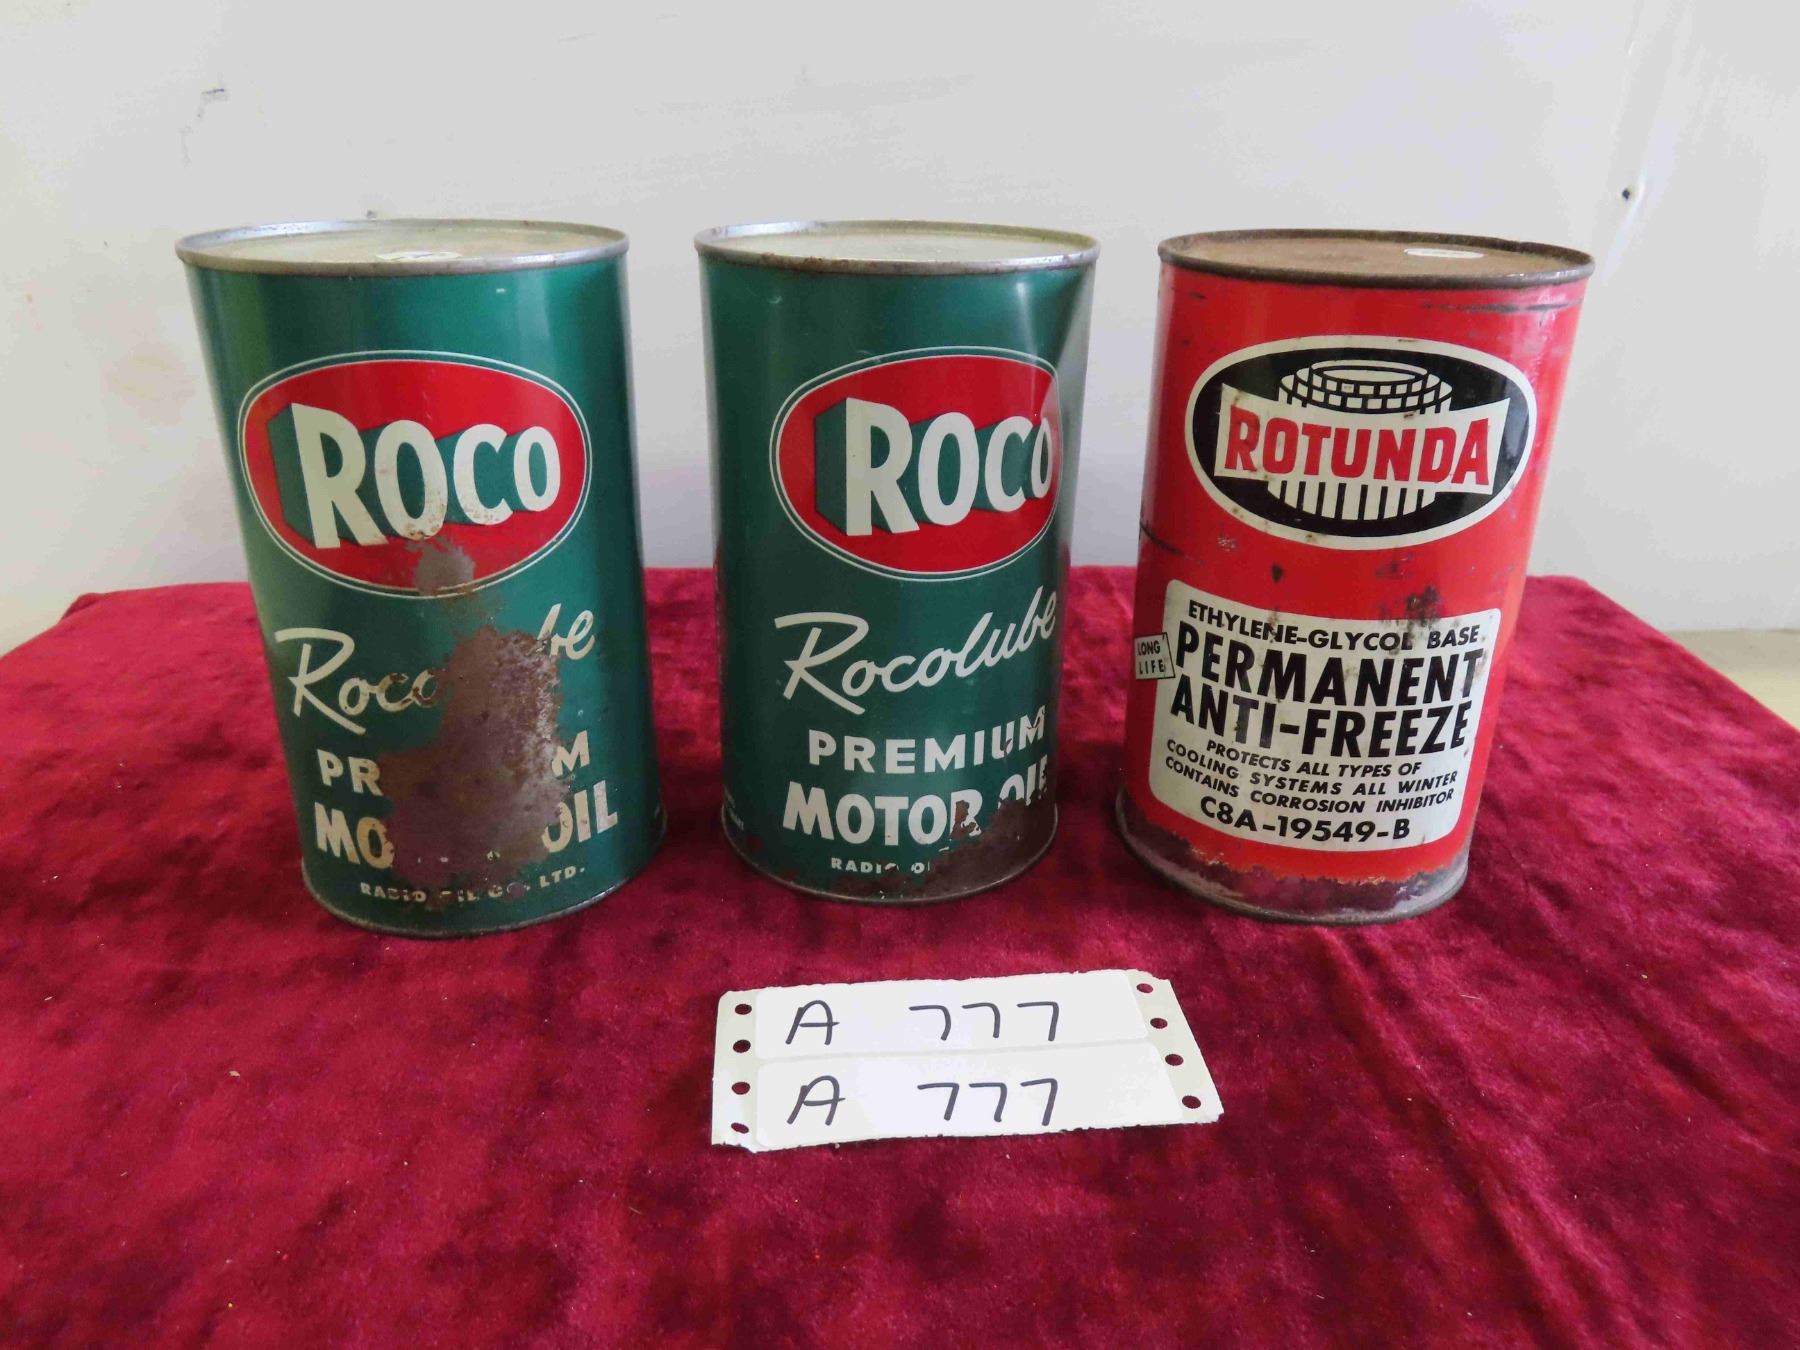 ROCO
Roco be
PR M
MO OIL
RADIO OIL CO. LTD.
ROCO
Rocolube
PREMIUM
MOTOR OIL
RADIO OI
ROTUNDA
ETHYLENE-GLYCOL BASE
LONG
LIFE
PERMANENT
ANTI-FREEZE
PROTECTS ALL TYPES OF
COOLING SYSTEMS ALL WINTER
CONTAINS CORROSION INHIBITOR
C8A-19549-B
A 777
A 777